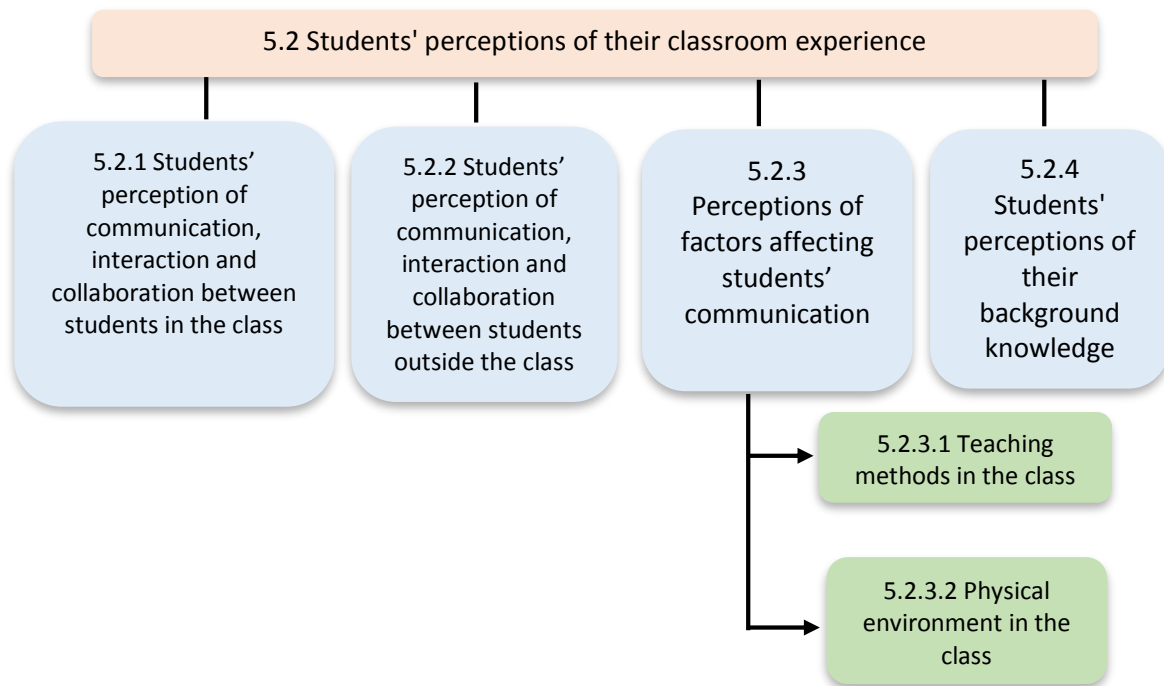 5.2 Students' perceptions of their classroom experience
5.2.1 Students’
perception of
communication,
interaction and
collaboration between
students in the class
5.2.2 Students’
perception of
communication,
interaction and
collaboration
between students
outside the class
5.2.3
Perceptions of
factors affecting
students’
communication
5.2.4
Students'
perceptions of
their
background
knowledge
5.2.3.1 Teaching
methods in the class
5.2.3.2 Physical
environment in the
class